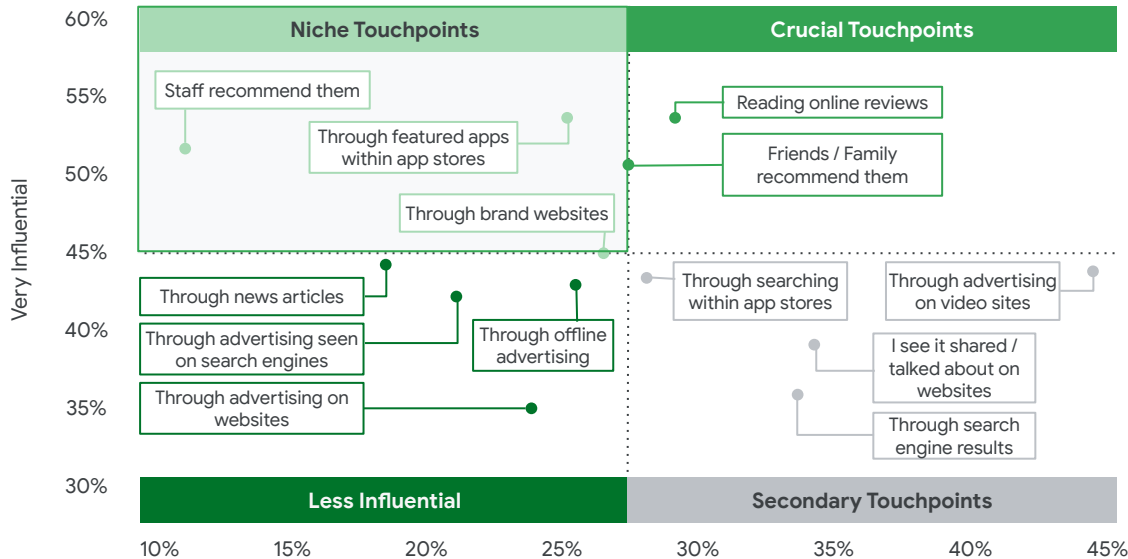 60%
Niche Touchpoints
Crucial Touchpoints
55%
Staff recommend them
Reading online reviews
Through featured apps
within app stores
50%
Friends / Family
recommend them
Through brand websites
Very Influential
45%
Through news articles
Through searching
within app stores
Through advertising
on video sites
40%
Through advertising seen
on search engines
Through offline
advertising
I see it shared /
talked about on
websites
35%
Through advertising on
websites
Through search
engine results
30%
Less Influential
Secondary Touchpoints
10%
15%
20%
25%
30%
35%
40%
45%